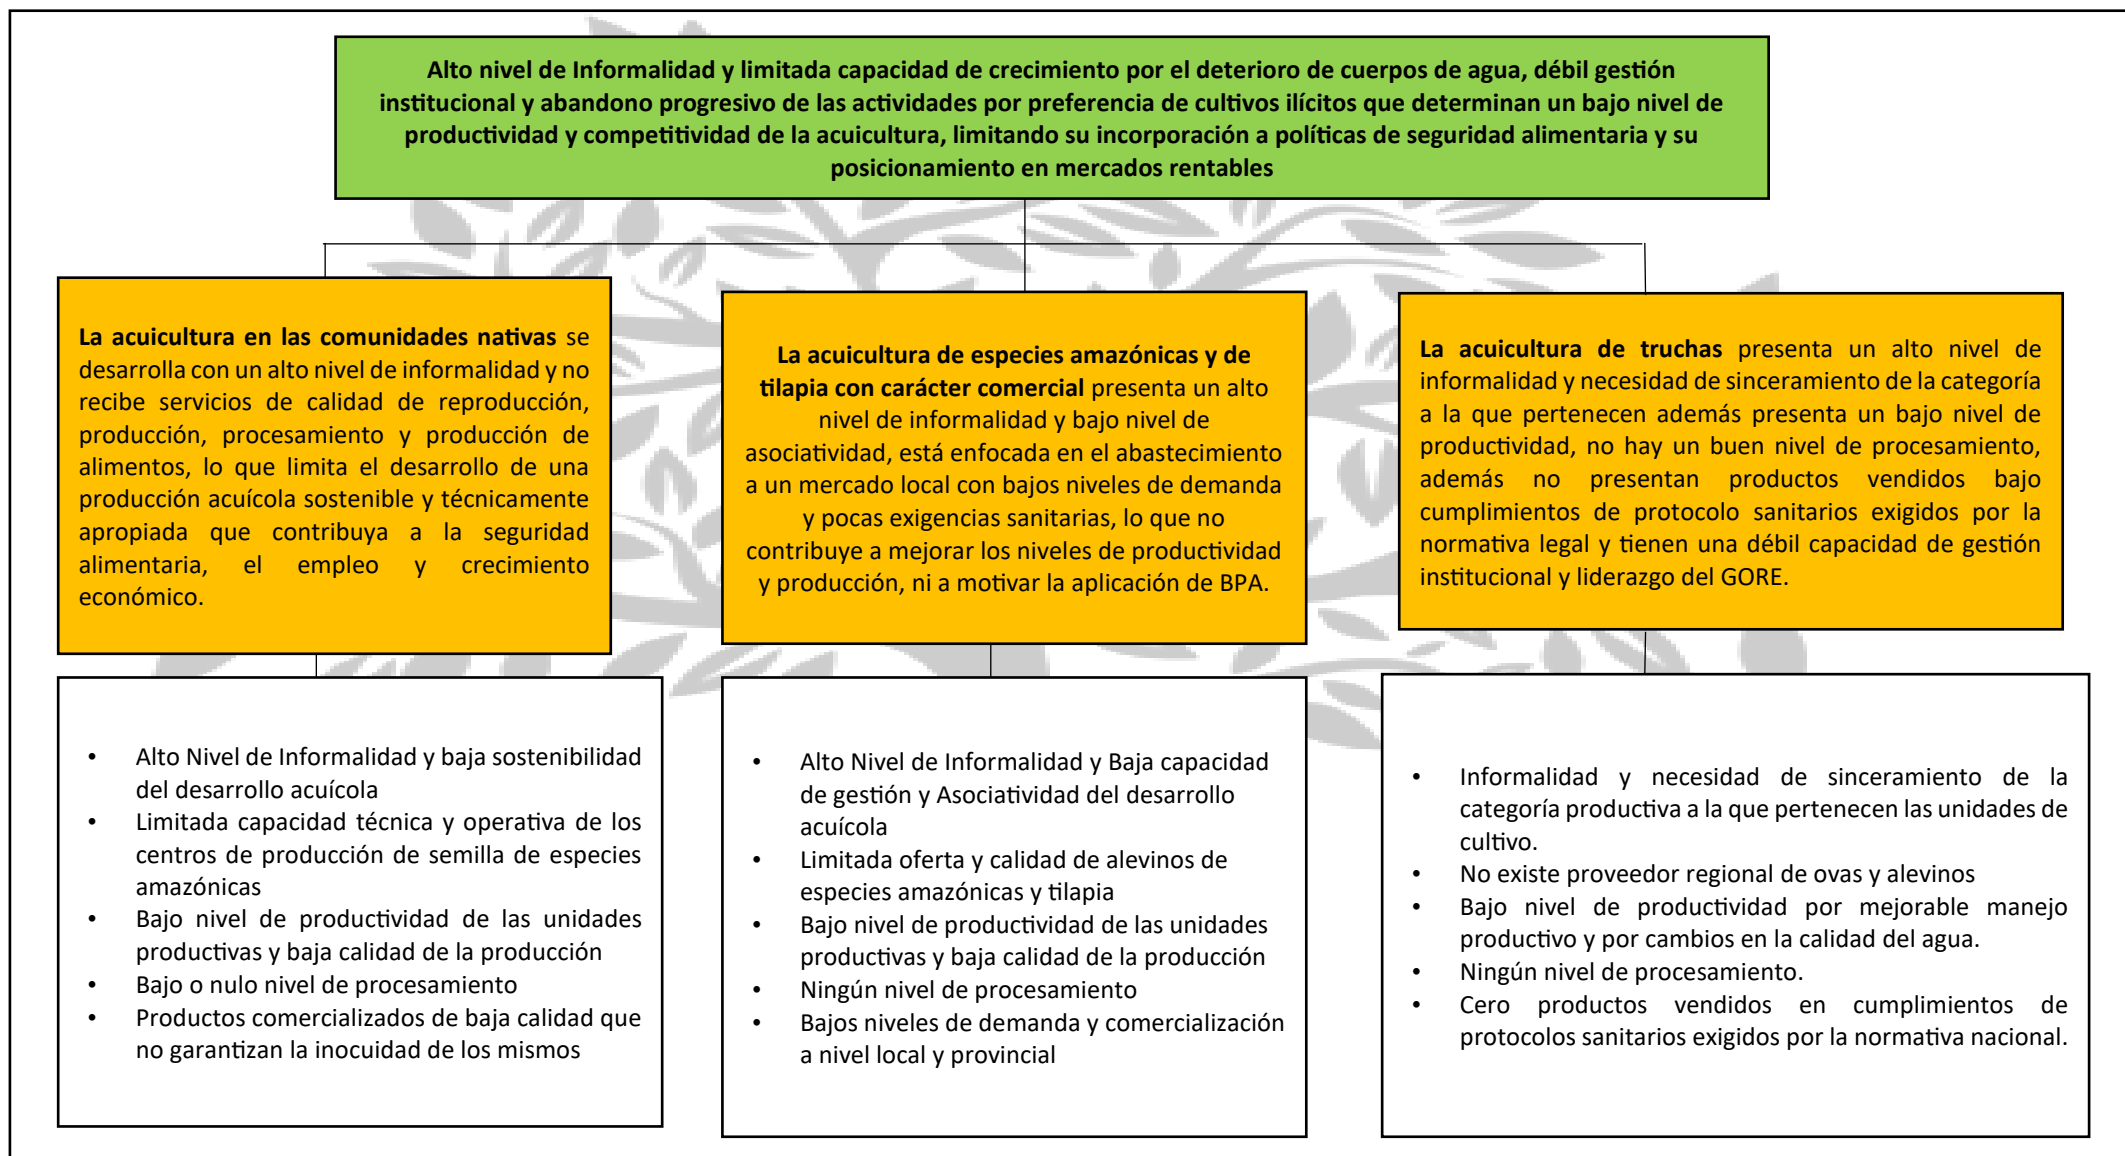 Alto nivel de Informalidad y limitada capacidad de crecimiento por el deterioro de cuerpos de agua, débil gestión
institucional y abandono progresivo de las actividades por preferencia de cultivos ilícitos que determinan un bajo nivel de
productividad y competitividad de la acuicultura, limitando su incorporación a políticas de seguridad alimentaria y su
posicionamiento en mercados rentables
La acuicultura en las comunidades nativas se
desarrolla con un alto nivel de informalidad y no
recibe servicios de calidad de reproducción,
producción, procesamiento y producción de
alimentos, lo que limita el desarrollo de una
producción acuícola sostenible y técnicamente
apropiada que contribuya a la seguridad
alimentaria, el empleo y crecimiento
económico.
La acuicultura de especies amazónicas y de
tilapia con carácter comercial presenta un alto
nivel de informalidad y bajo nivel de
asociatividad, está enfocada en el abastecimiento
a un mercado local con bajos niveles de demanda
y pocas exigencias sanitarias, lo que no
contribuye a mejorar los niveles de productividad
y producción, ni a motivar la aplicación de BPA.
La acuicultura de truchas presenta un alto nivel de
informalidad y necesidad de sinceramiento de la categoría
a la que pertenecen además presenta un bajo nivel de
productividad, no hay un buen nivel de procesamiento,
además no presentan productos vendidos bajo
cumplimientos de protocolo sanitarios exigidos por la
normativa legal y tienen una débil capacidad de gestión
institucional y liderazgo del GORE.
• Alto Nivel de Informalidad y baja sostenibilidad
del desarrollo acuícola
• Limitada capacidad técnica y operativa de los
centros de producción de semilla de especies
amazónicas
• Bajo nivel de productividad de las unidades
productivas y baja calidad de la producción
• Bajo o nulo nivel de procesamiento
• Productos comercializados de baja calidad que
no garantizan la inocuidad de los mismos
• Alto Nivel de Informalidad y Baja capacidad
de gestión y Asociatividad del desarrollo
acuícola
• Limitada oferta y calidad de alevinos de
especies amazónicas y tilapia
• Bajo nivel de productividad de las unidades
productivas y baja calidad de la producción
• Ningún nivel de procesamiento
• Bajos niveles de demanda y comercialización
a nivel local y provincial
• Informalidad y necesidad de sinceramiento de la
categoría productiva a la que pertenecen las unidades de
cultivo.
• No existe proveedor regional de ovas y alevinos
• Bajo nivel de productividad por mejorable manejo
productivo y por cambios en la calidad del agua.
• Ningún nivel de procesamiento.
• Cero productos vendidos en cumplimientos de
protocolos sanitarios exigidos por la normativa nacional.